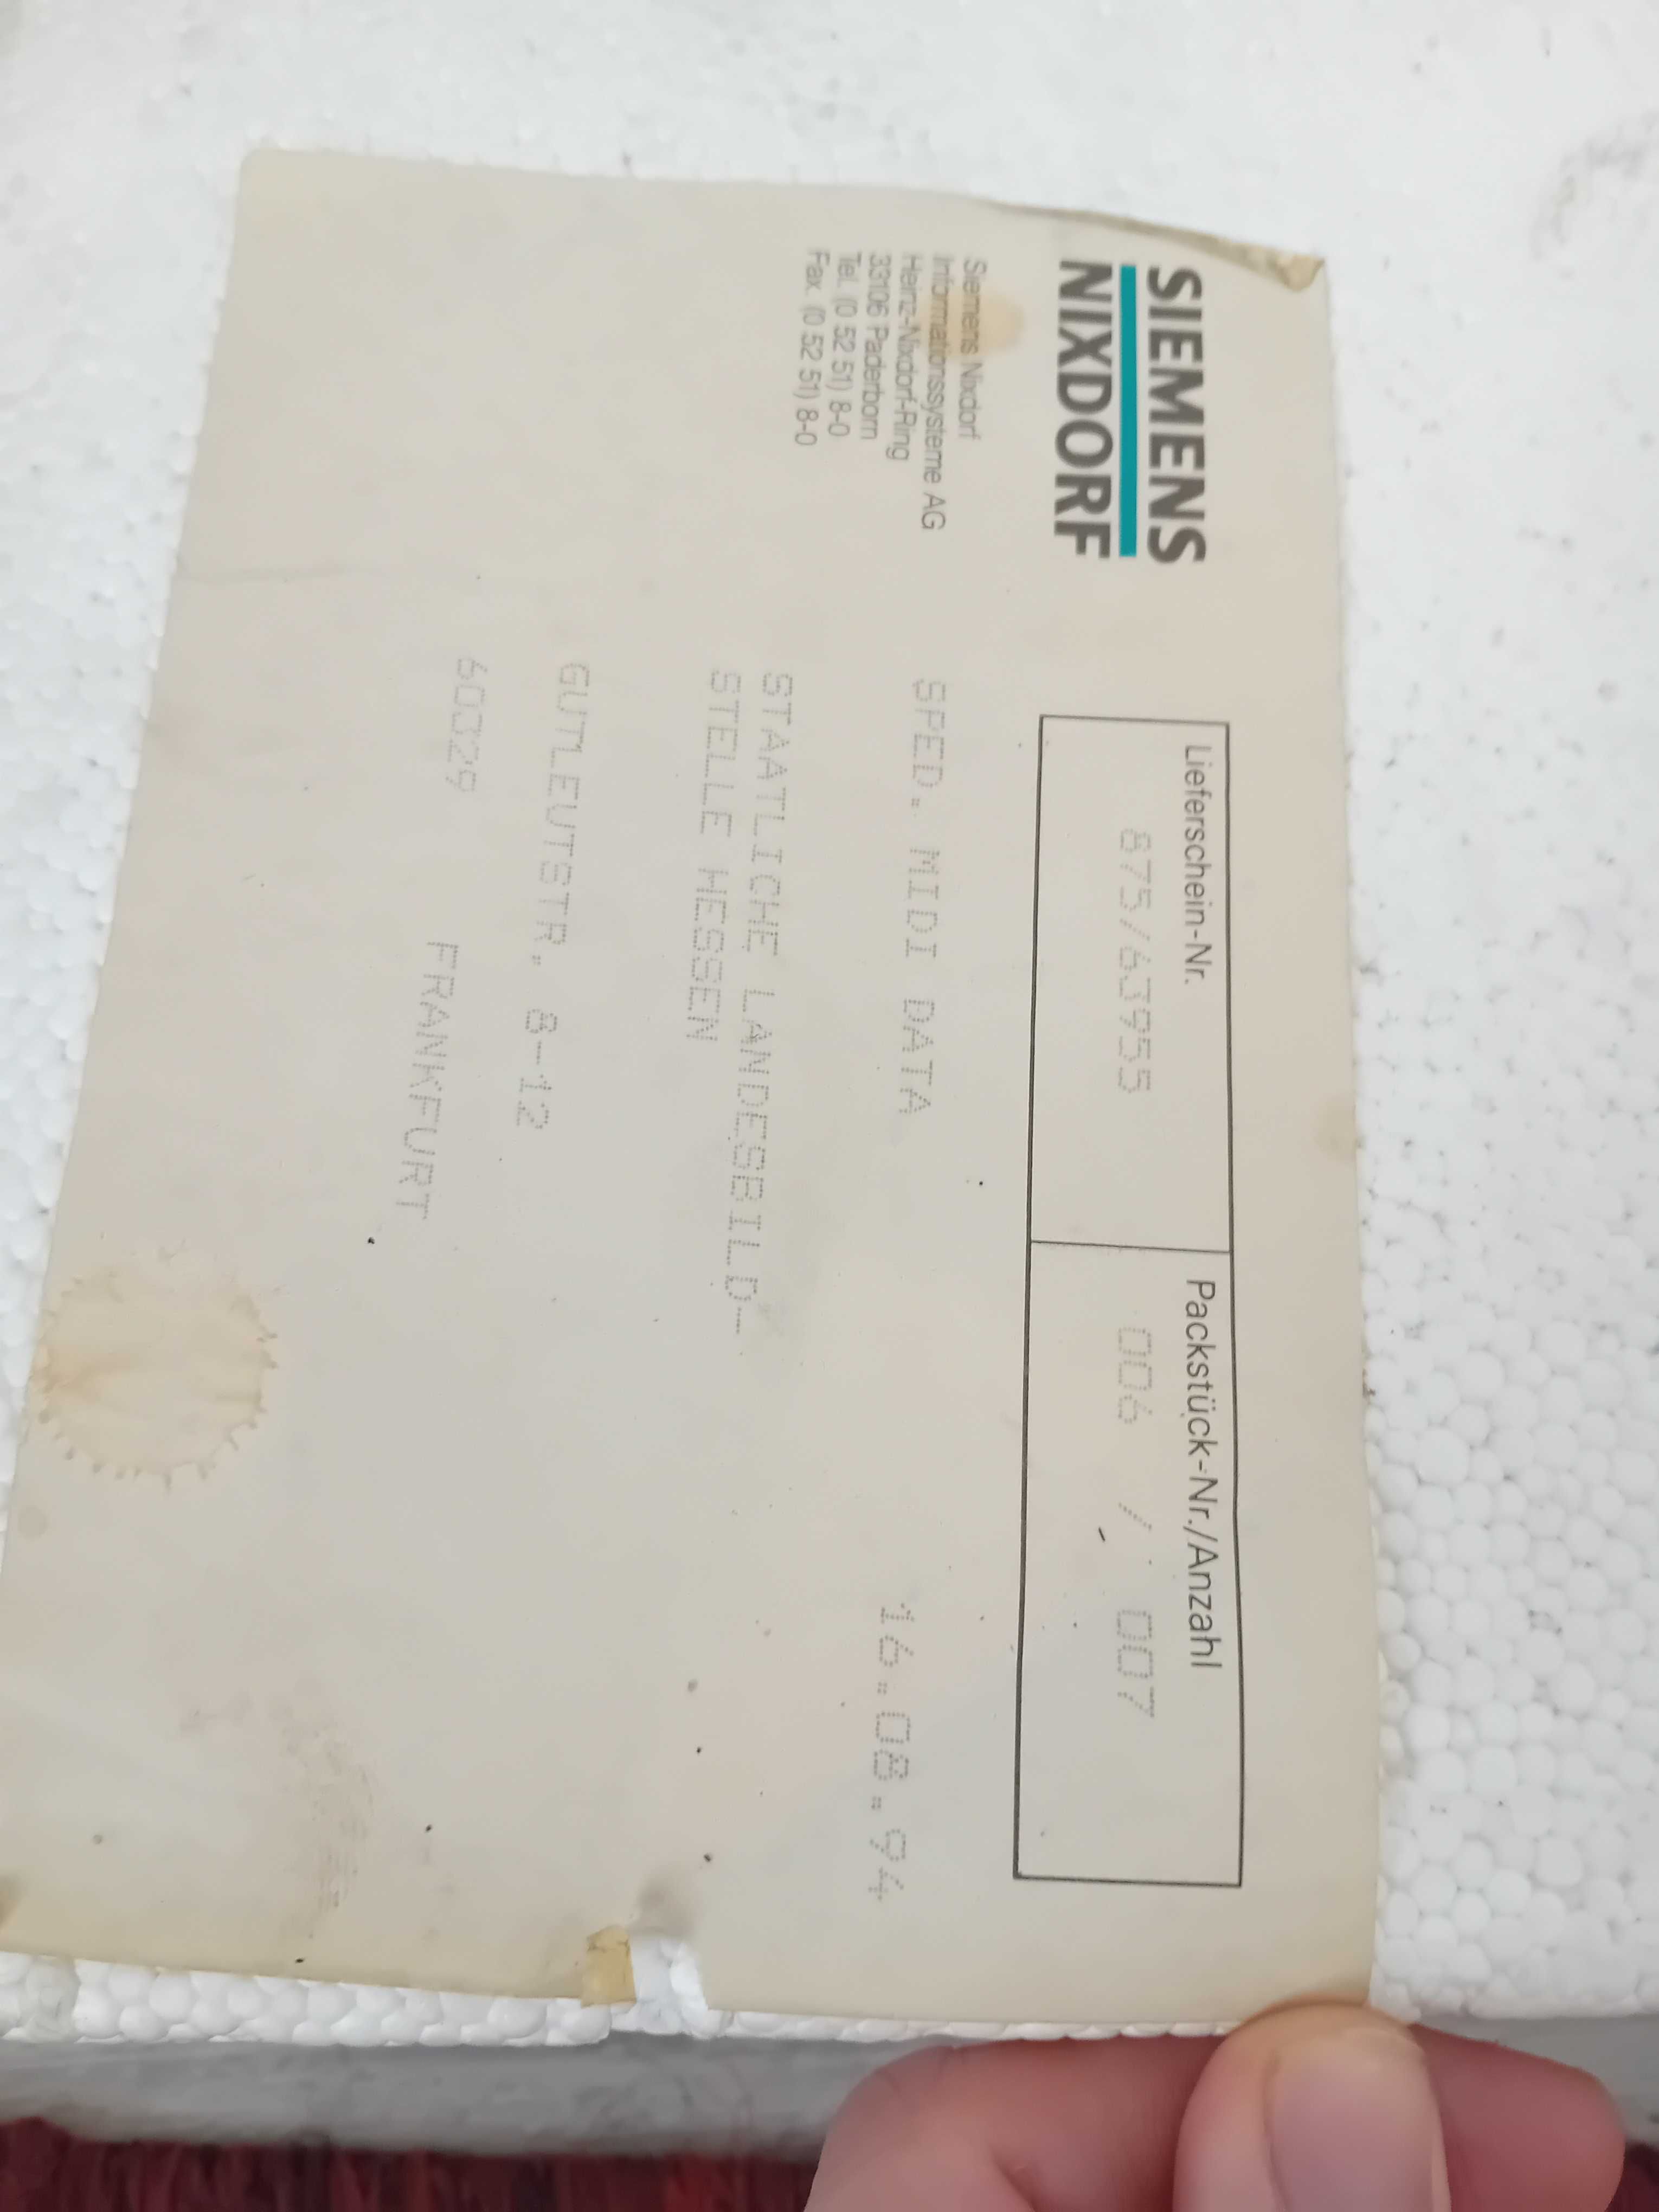 SIEMENS
NIXDORF
Siemens Nixdorf
Informationssysteme AG
Heinz-Nixdorf-Ring
33106 Paderborn
Tel. (0 52 51) 8-0
Fax. (0 52 51) 8-0
Lieferschein-Nr.
875/63955
Packstück-Nr./Anzahl
006 / 007
SPED. MIDI DATA
16.08.94
STAATLICHE LANDESBILD-
STELLE HESSEN
GUTLEUTSTR. 8-12
60329 FRANKFURT